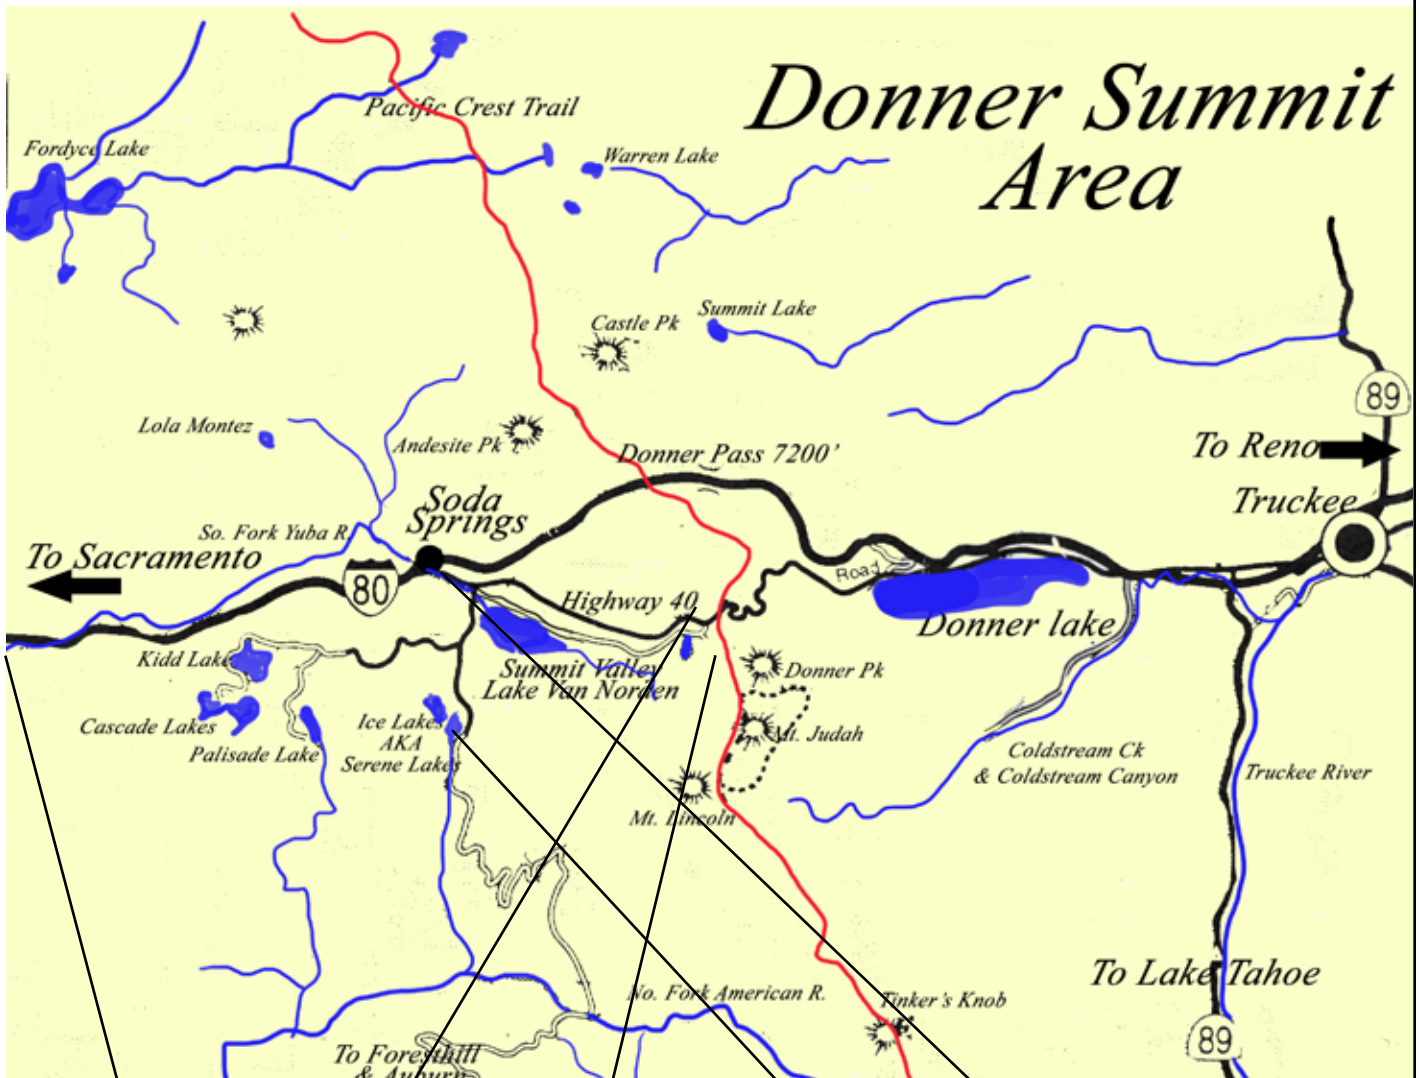 Donner Summit
Area
Pacific Crest Trail
Fordyce Lake
Warren Lake
Summit Lake
Castle Pk
89
Lola Montez
Andesite Pk
Donner Pass 7200'
To Reno
Truckee
Soda
Springs
So. Fork Yuba R.
To Sacramento
80
Road
Highway 40
Donner lake
Kidd Lake
Summit Valley
Lake Van Norden
Donner Pk
Cascade Lakes
Palisade Lake
Ice Lakes
AKA
Serene Lakes
Mt. Judah
Coldstream Ck
& Coldstream Canyon
Truckee River
Mt. Lincoln
To Lake Tahoe
No. Fork American R.
Tinker's Knob
89
To Foresthill
& Auburn